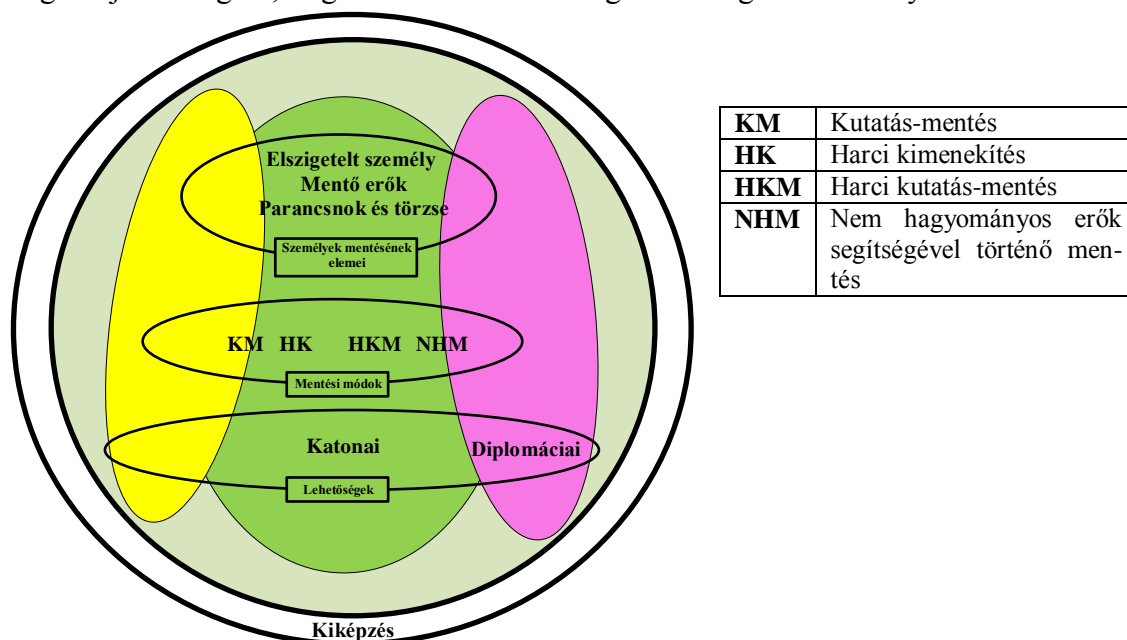 Elszigetelt személy
Mentő erők
Parancsnok és törzse
Személyek mentésének
elemei
KM HK HKM NHM
Mentési módok
Katonai
Diplomáciai
Lehetőségek
Kiképzés
KM Kutatás-mentés
HK Harci kimenekítés
HKM Harci kutatás-mentés
NHM Nem hagyományos erők
segítségével történő men-
tés